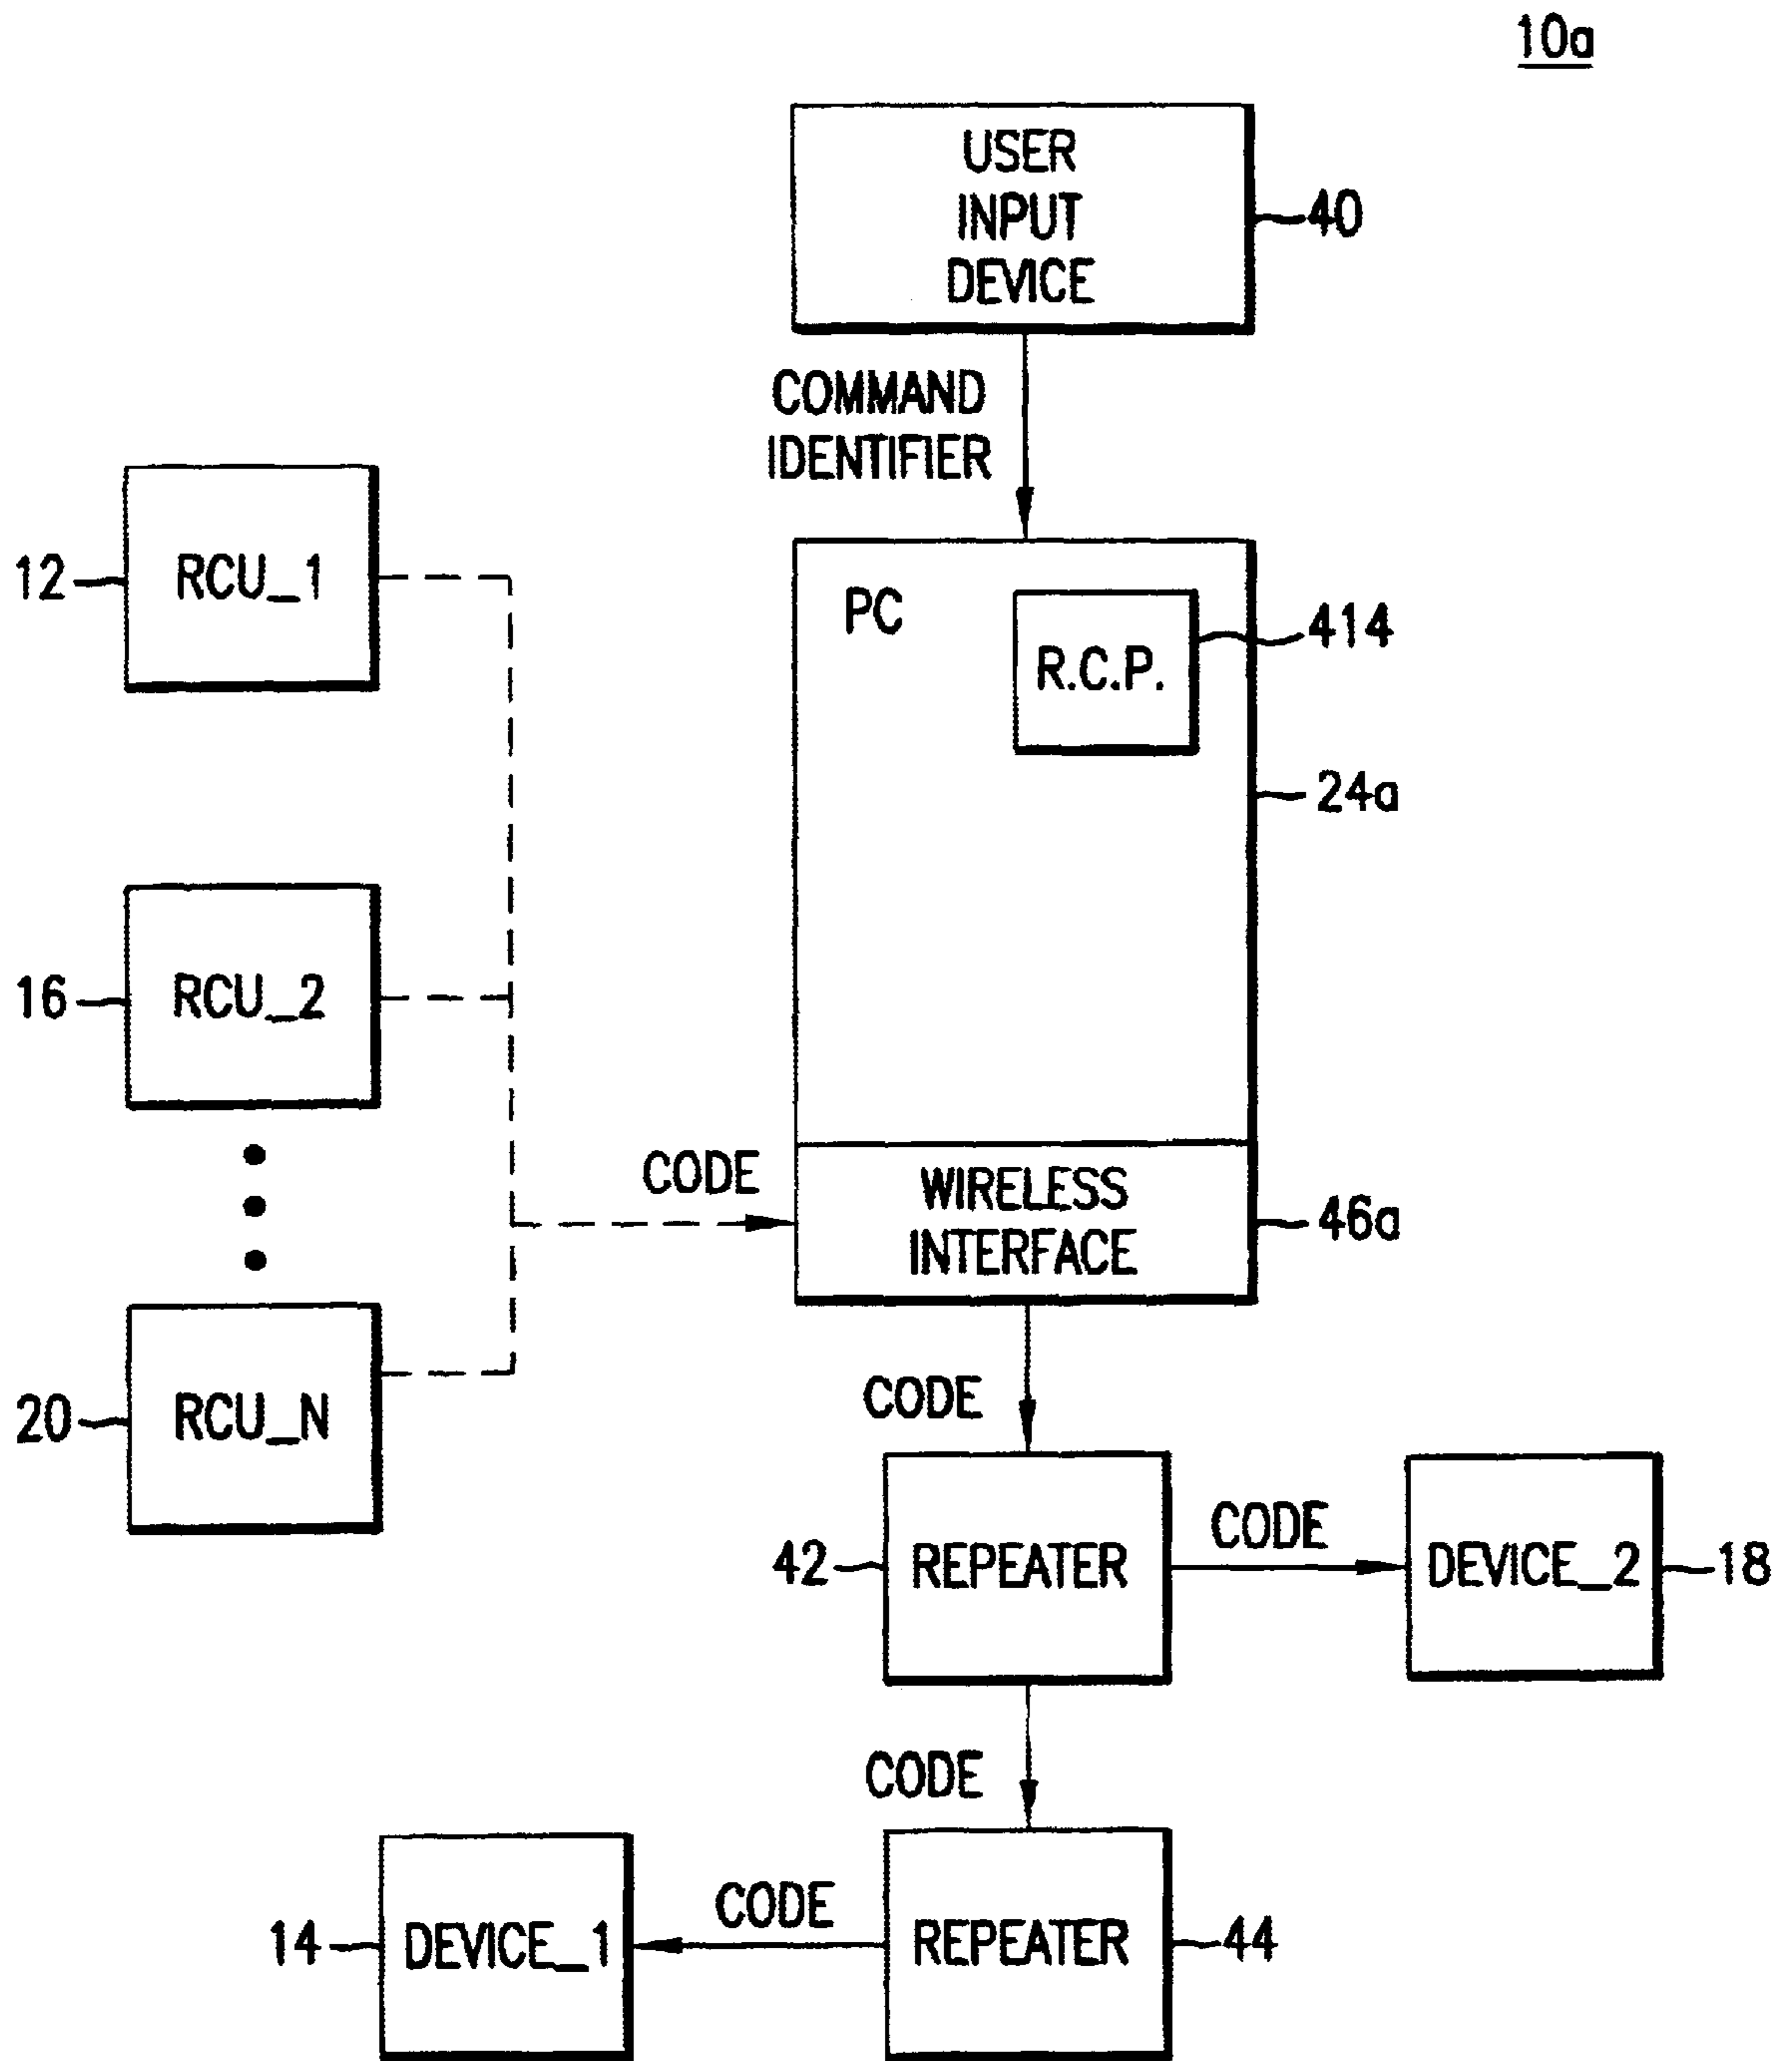 10a
USER
INPUT
DEVICE
40
COMMAND
IDENTIFIER
12
RCU_1
PC
R.C.P.
414
24a
16
RCU_2
CODE
WIRELESS
INTERFACE
46a
20
RCU_N
CODE
42
REPEATER
CODE
DEVICE_2
18
CODE
14
DEVICE_1
CODE
REPEATER
44